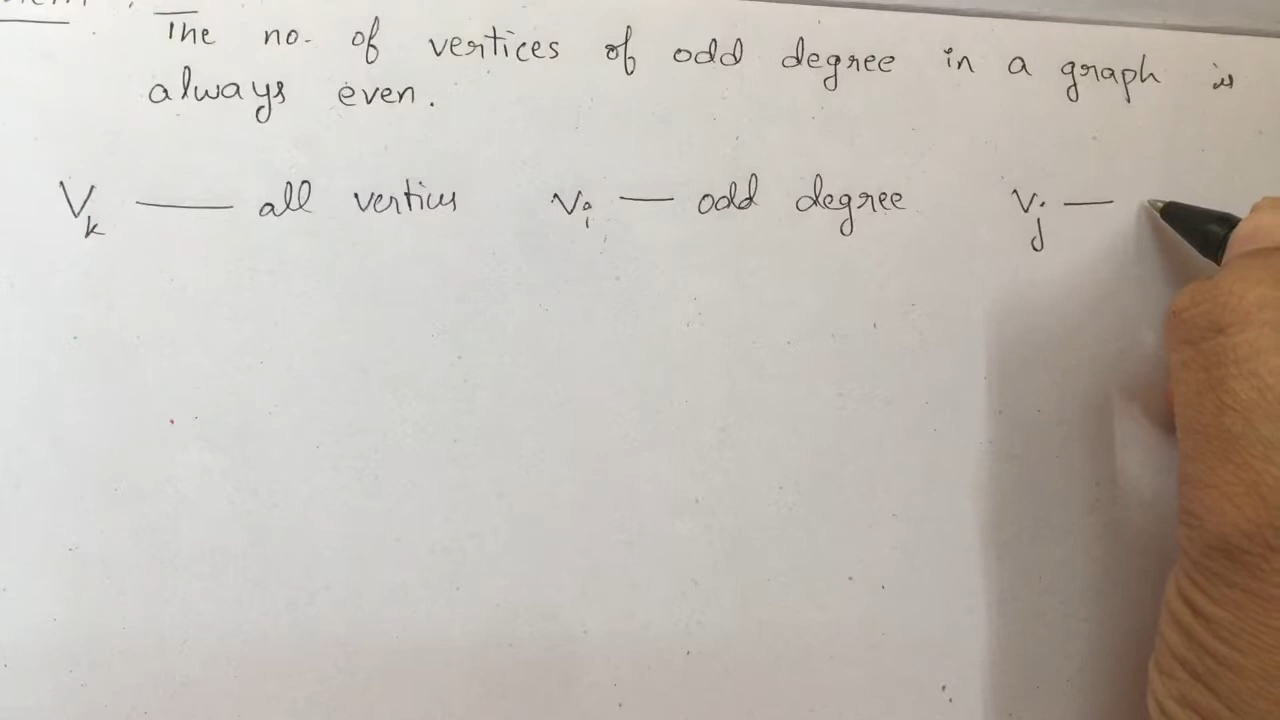 The no. of vertices of odd degree in a graph is
always even.
Vk — all vertices vi — odd degree vj —